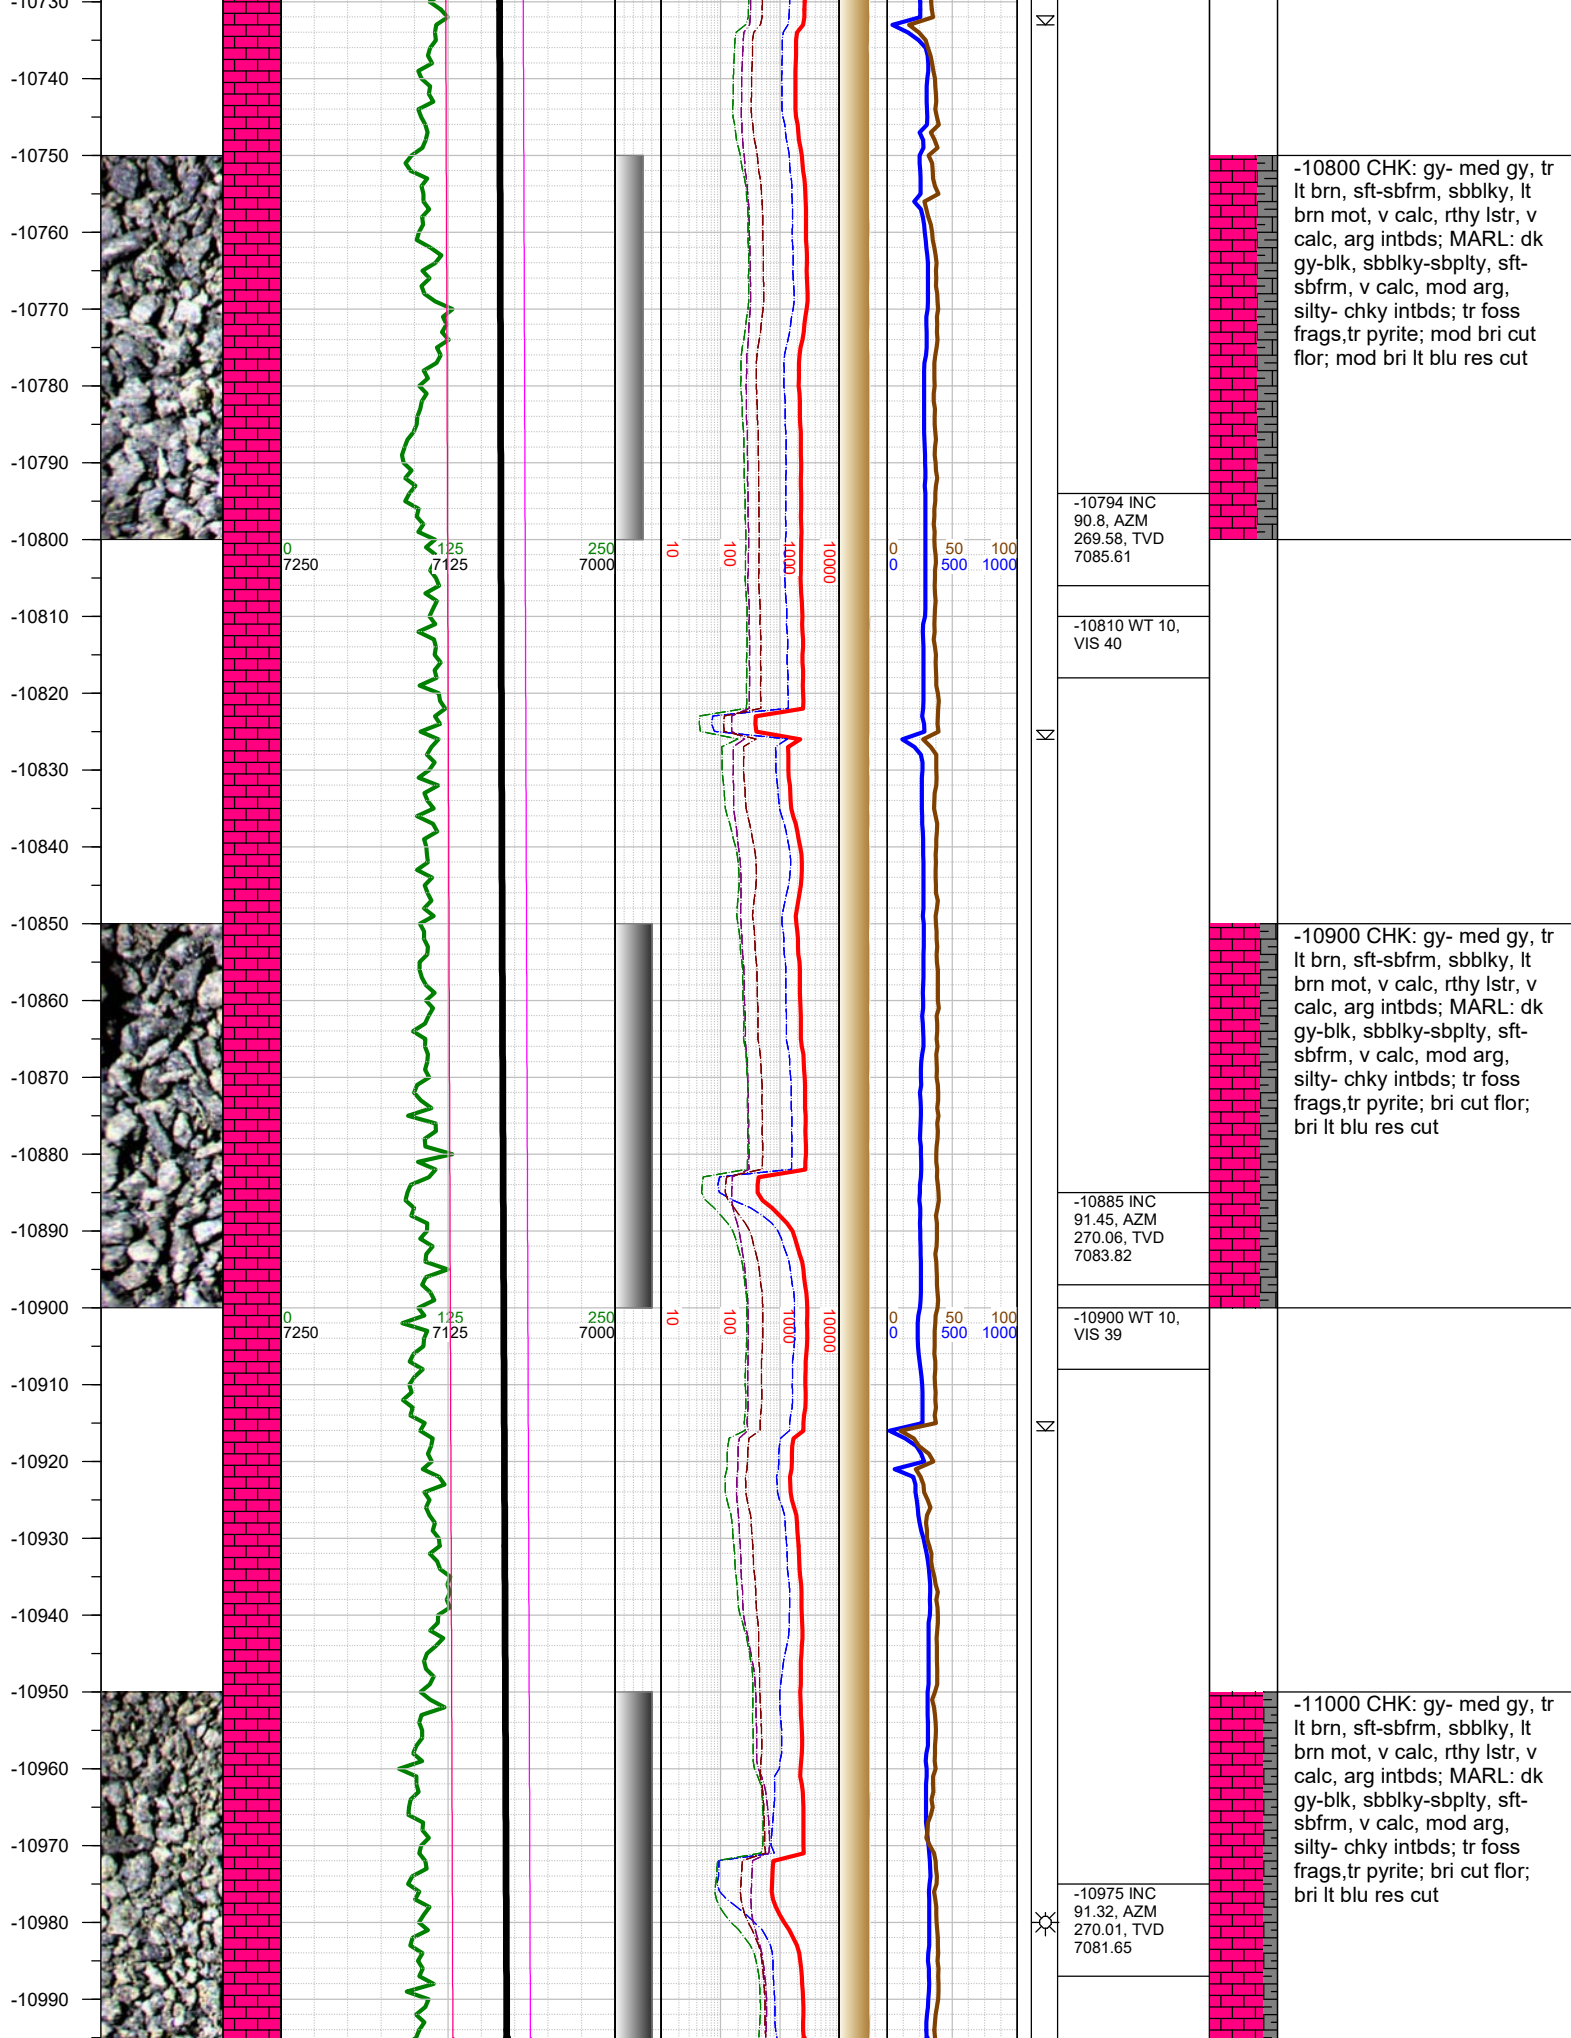 -10730
-10740
-10750
-10800 CHK: gy- med gy, tr
lt brn, sft-sbfrm, sbblky, lt
brn mot, v calc, rthy lstr, v
calc, arg intbds; MARL: dk
gy-blk, sbblky-sbplty, sft-
sbfrm, v calc, mod arg,
silty- chky intbds; tr foss
frags,tr pyrite; mod bri cut
flor; mod bri lt blu res cut
-10760
-10770
-10780
-10790
-10794 INC
90.8, AZM
269.58, TVD
7085.61
-10800
0 125 250 10 100 1000 10000 0 50 100
7250 7125 7000 0 500 1000
-10810
-10810 WT 10,
VIS 40
-10820
-10830
-10840
-10850
-10900 CHK: gy- med gy, tr
lt brn, sft-sbfrm, sbblky, lt
brn mot, v calc, rthy lstr, v
calc, arg intbds; MARL: dk
gy-blk, sbblky-sbplty, sft-
sbfrm, v calc, mod arg,
silty- chky intbds; tr foss
frags,tr pyrite; bri cut flor;
bri lt blu res cut
-10860
-10870
-10880
-10885 INC
91.45, AZM
270.06, TVD
7083.82
-10890
-10900
0 125 250 10 100 1000 10000 0 50 100
7250 7125 7000 0 500 1000
-10900 WT 10,
VIS 39
-10910
-10920
-10930
-10940
-10950
-11000 CHK: gy- med gy, tr
lt brn, sft-sbfrm, sbblky, lt
brn mot, v calc, rthy lstr, v
calc, arg intbds; MARL: dk
gy-blk, sbblky-sbplty, sft-
sbfrm, v calc, mod arg,
silty- chky intbds; tr foss
frags,tr pyrite; bri cut flor;
bri lt blu res cut
-10960
-10970
-10975 INC
91.32, AZM
270.01, TVD
7081.65
-10980
-10990